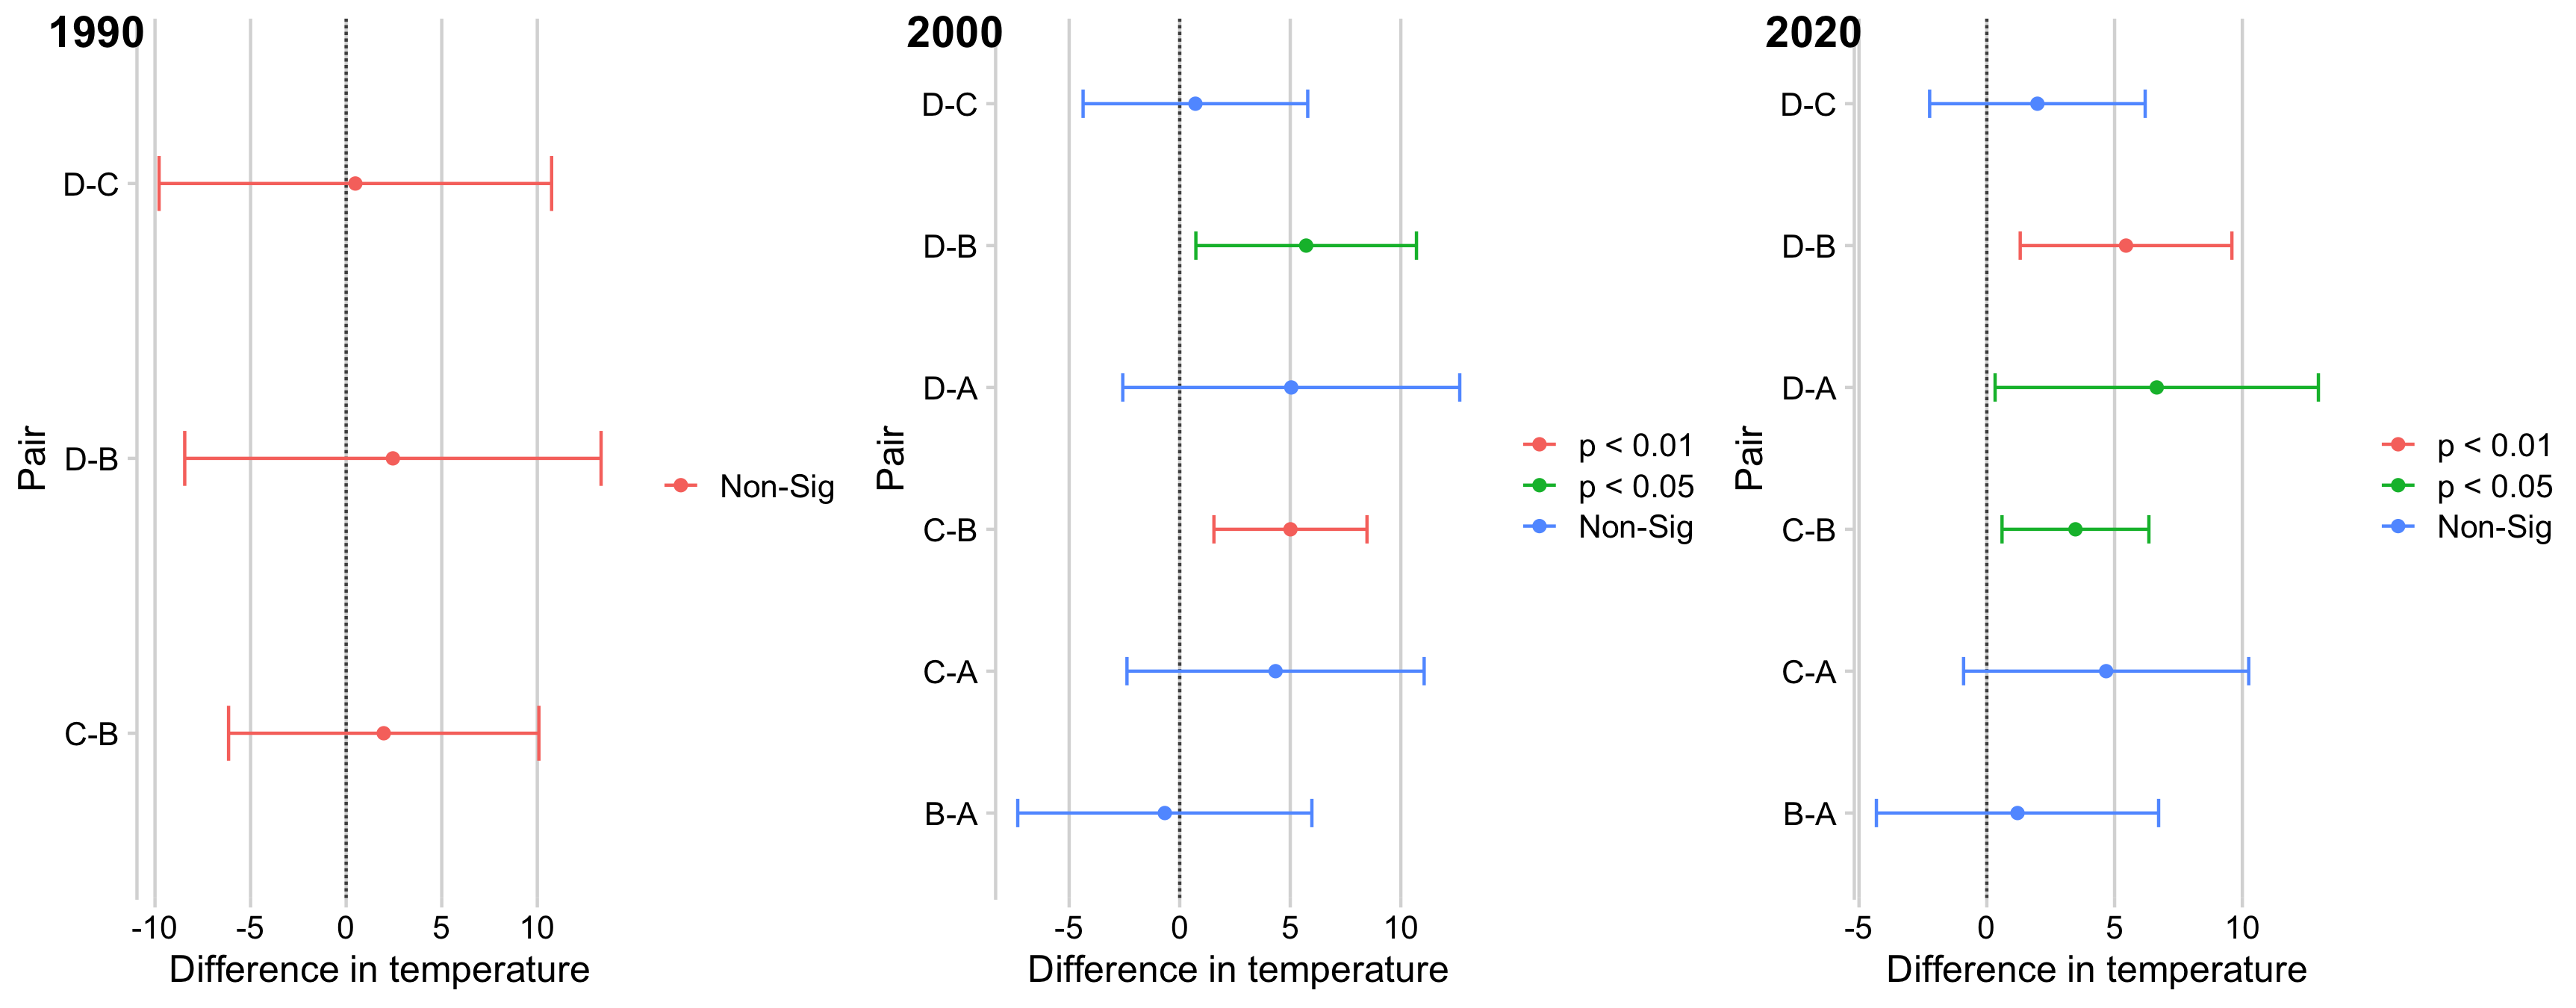 1990
D-C
D-B
C-B
Pair
-10 -5 0 5 10
Difference in temperature
Non-Sig
2000
D-C
D-B
D-A
C-B
C-A
B-A
Pair
-5 0 5 10
Difference in temperature
p < 0.01
p < 0.05
Non-Sig
2020
D-C
D-B
D-A
C-B
C-A
B-A
Pair
-5 0 5 10
Difference in temperature
p < 0.01
p < 0.05
Non-Sig